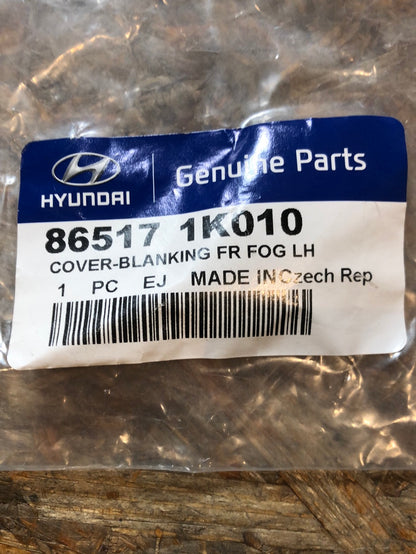 HYUNDAI
Genuine Parts
86517 1K010
COVER-BLANKING FR FOG LH
1 PC EJ MADE IN Czech Rep